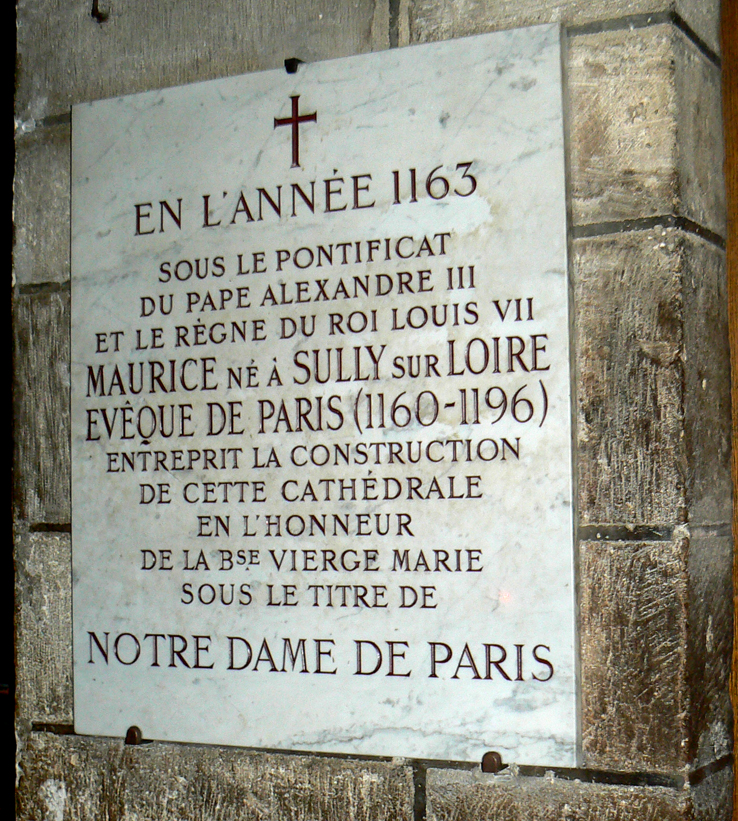 EN L'ANNÉE 1163
SOUS LE PONTIFICAT
DU PAPE ALEXANDRE III
ET LE RÈGNE DU ROI LOUIS VII
MAURICE NÉ À SULLY SUR LOIRE
EVÊQUE DE PARIS (1160-1196)
ENTREPRIT LA CONSTRUCTION
DE CETTE CATHÉDRALE
EN L'HONNEUR
DE LA BSE VIERGE MARIE
SOUS LE TITRE DE
NOTRE DAME DE PARIS